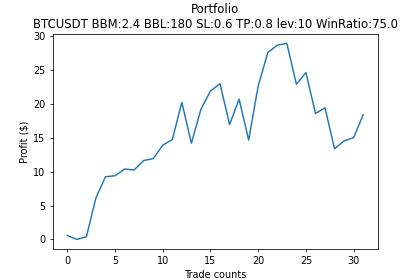 Portfolio
BTCUSDT BBM:2.4 BBL:180 SL:0.6 TP:0.8 lev:10 WinRatio:75.0
30
25
20
15
10
5
0
Profit ($)
0 5 10 15 20 25 30
Trade counts